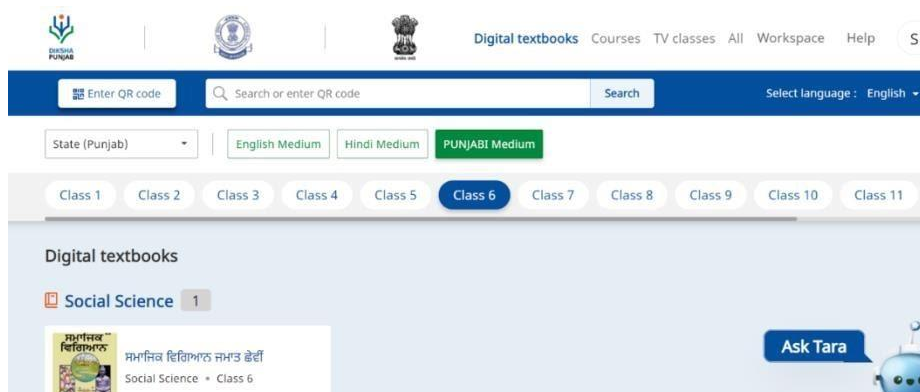 DIKSHA
PUNJAB
Digital textbooks Courses TV classes All Workspace Help S
Enter QR code Search or enter QR code Search Select language : English
State (Punjab) English Medium Hindi Medium PUNJABI Medium
Class 1 Class 2 Class 3 Class 4 Class 5 Class 6 Class 7 Class 8 Class 9 Class 10 Class 11
Digital textbooks
Social Science 1
ਸਮਾਜਿਕ
ਵਿਗਿਆਨ
ਸਮਾਜਿਕ ਵਿਗਿਆਨ ਜਮਾਤ ਛੇਵੀਂ
Social Science • Class 6
Ask Tara